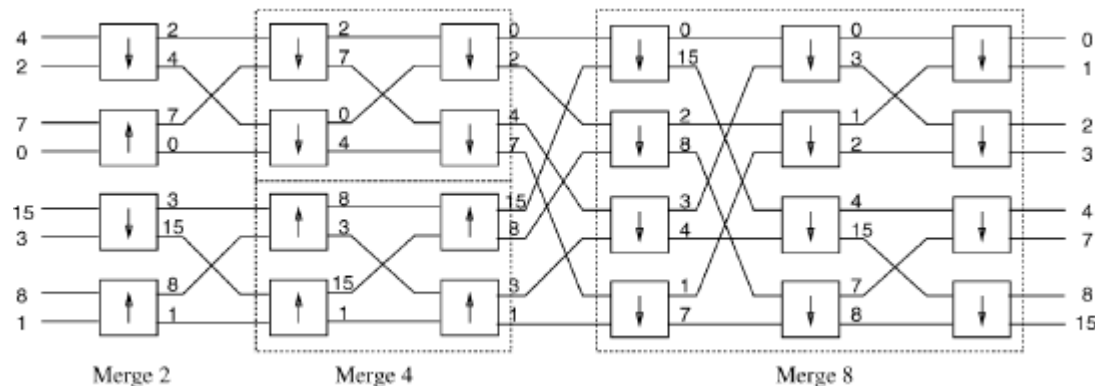 4 2 2 0 0 0 0
2 4 7 2 15 3 1
7 7 0 4 2 1 2
0 0 4 7 8 2 3
15 3 8 15 3 4 4
3 15 3 8 4 15 7
8 8 15 3 1 7 8
1 1 1 1 7 8 15
Merge 2 Merge 4 Merge 8